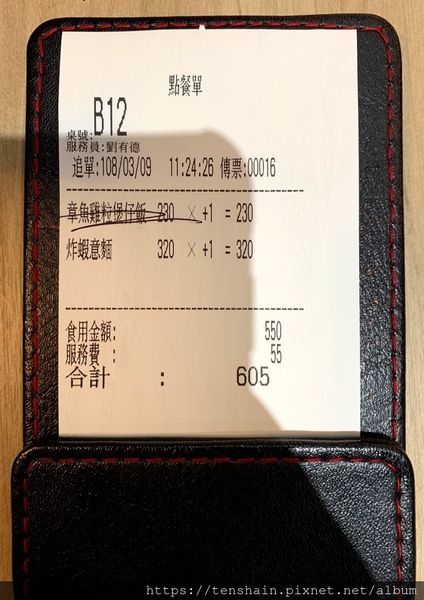 點餐單
B12
桌號:
服務員:劉有德
追單:108/03/09 11:24:26 傳票:00016
章魚雞粒煲仔飯 230 × +1 = 230
炸蝦意麵 320 × +1 = 320
食用金額: 550
服務費 : 55
合計 : 605
https://tenshain.pixnet.net/album